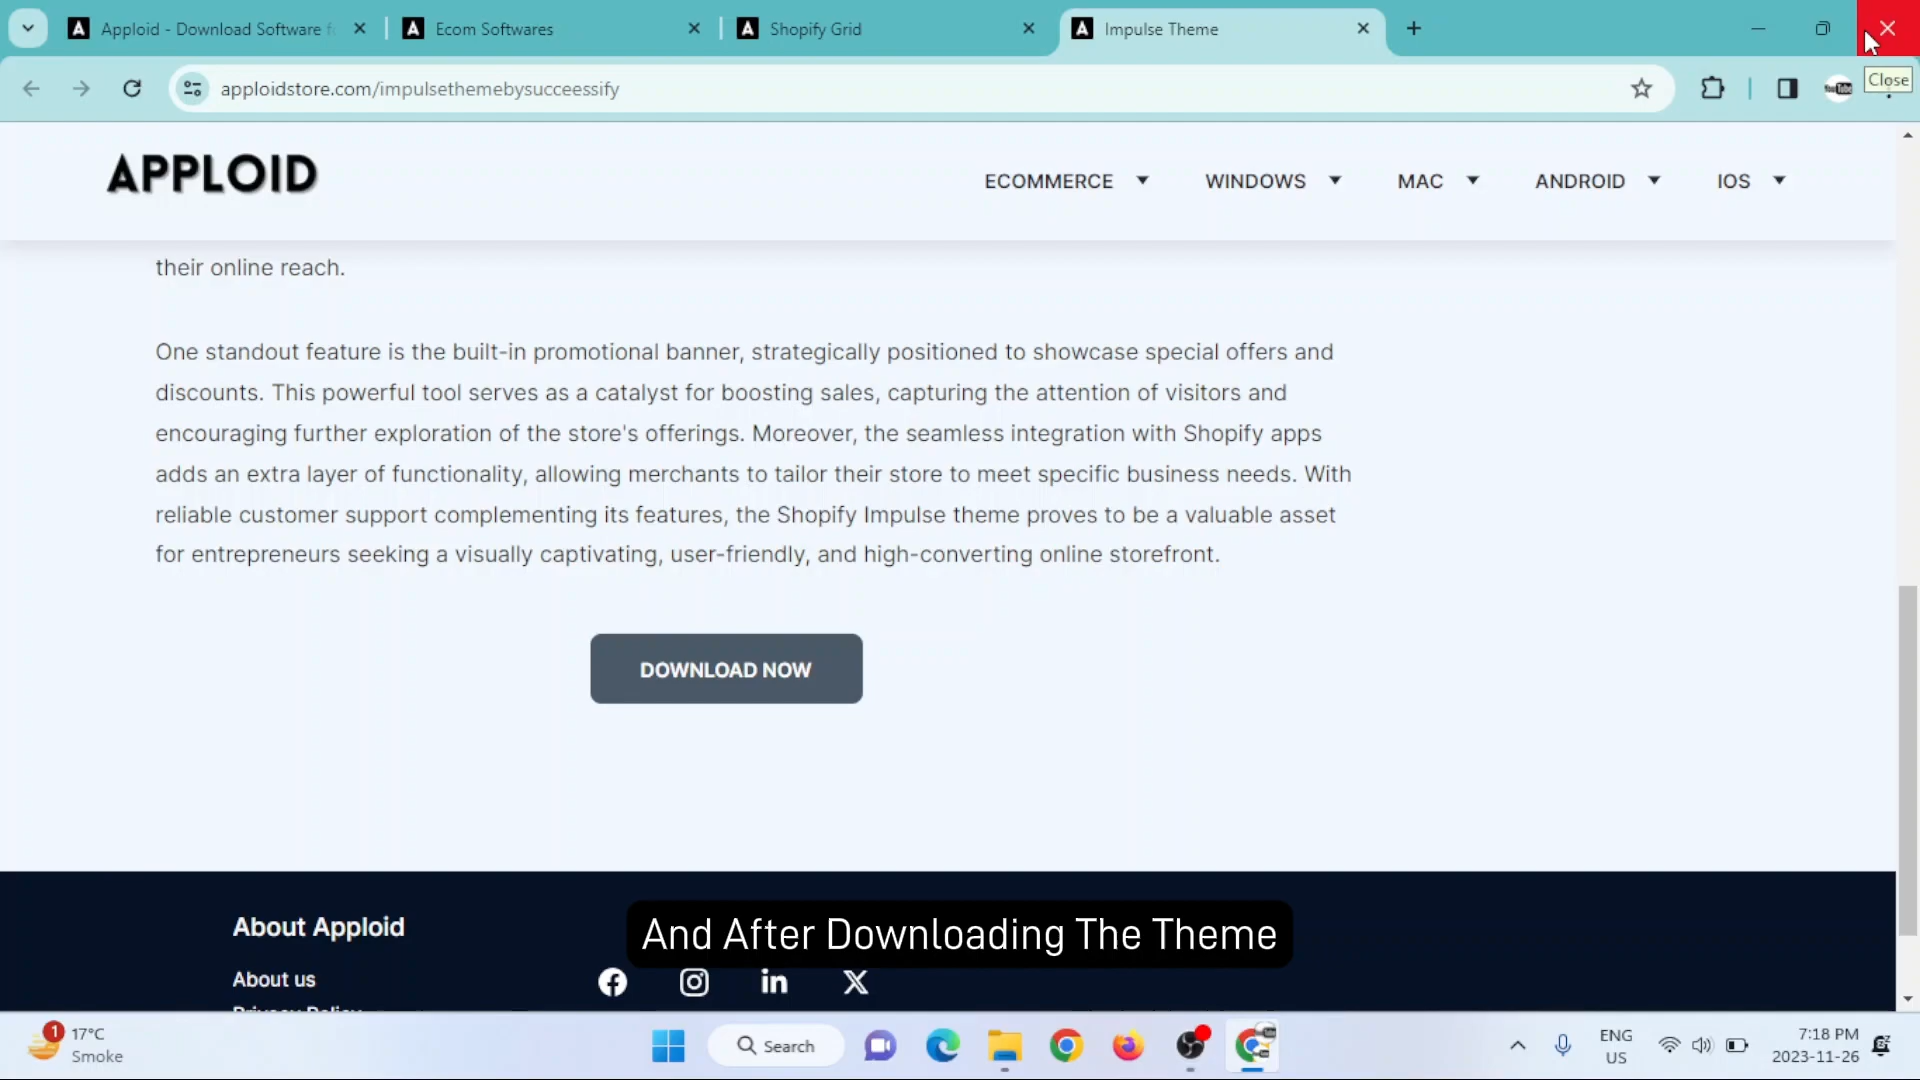 Apploid - Download Software f
Ecom Softwares
Shopify Grid
Impulse Theme
apploidstore.com/impulsethemebysucceessify
Close
APPLOID
ECOMMERCE
WINDOWS
MAC
ANDROID
IOS
their online reach.
One standout feature is the built-in promotional banner, strategically positioned to showcase special offers and
discounts. This powerful tool serves as a catalyst for boosting sales, capturing the attention of visitors and
encouraging further exploration of the store's offerings. Moreover, the seamless integration with Shopify apps
adds an extra layer of functionality, allowing merchants to tailor their store to meet specific business needs. With
reliable customer support complementing its features, the Shopify Impulse theme proves to be a valuable asset
for entrepreneurs seeking a visually captivating, user-friendly, and high-converting online storefront.
DOWNLOAD NOW
About Apploid
And After Downloading The Theme
About us
Privacy Policy
1
17°C
Smoke
Search
ENG
US
7:18 PM
2023-11-26